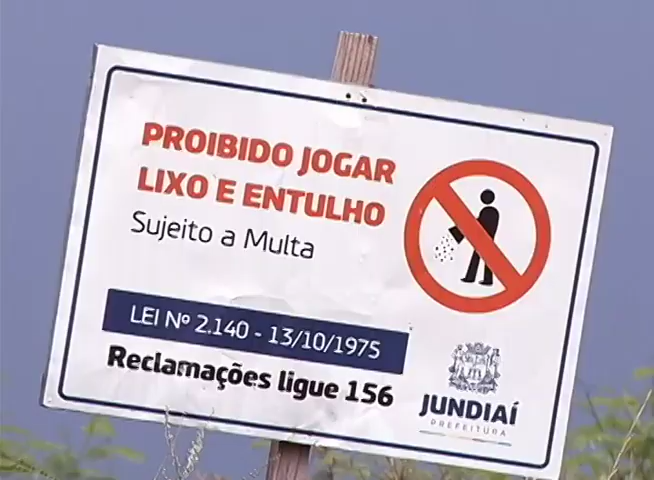 PROIBIDO JOGAR
LIXO E ENTULHO
Sujeito a Multa
LEI Nº 2.140 - 13/10/1975
Reclamações ligue 156
JUNDIAÍ
PREFEITURA